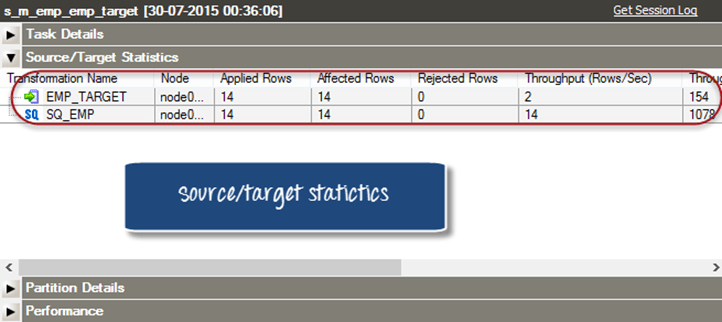 s_m_emp_emp_target [30-07-2015 00:36:06] Get Session Log
Task Details
Source/Target Statistics
Transformation Name Node Applied Rows Affected Rows Rejected Rows Throughput (Rows/Sec) Throug
EMP_TARGET node0... 14 14 0 2 154
SQ SQ_EMP node0... 14 14 0 14 1078
source/target statictics
Partition Details
Performance